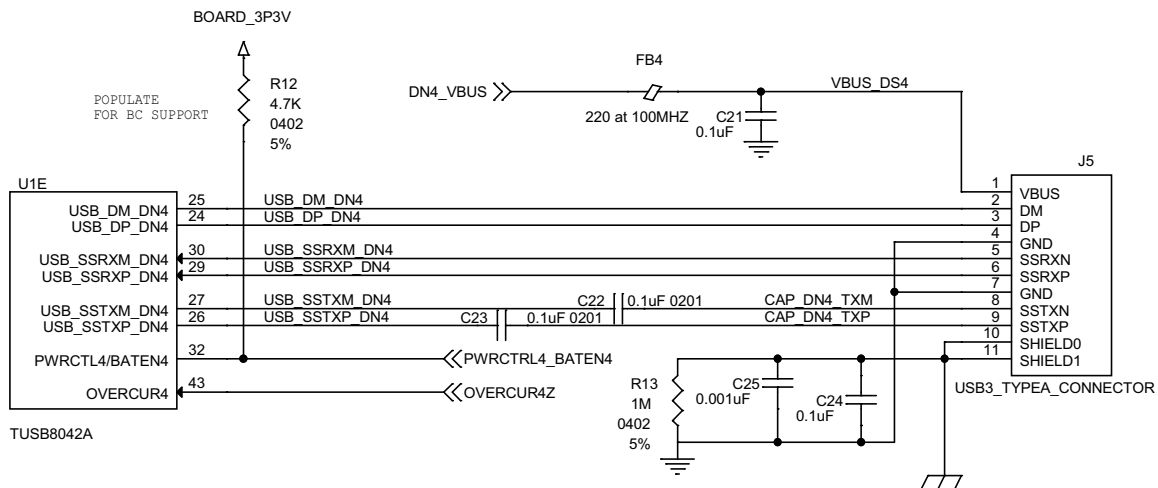 BOARD_3P3V
FB4
R12
4.7K
0402
5%
POPULATE
FOR BC SUPPORT
DN4_VBUS
VBUS_DS4
220 at 100MHZ
C21
0.1uF
J5
U1E
1
VBUS
USB_DM_DN4
25
USB_DM_DN4
2
DM
USB_DP_DN4
24
USB_DP_DN4
3
DP
4
GND
USB_SSRXM_DN4
30
USB_SSRXM_DN4
5
SSRXN
USB_SSRXP_DN4
29
USB_SSRXP_DN4
6
SSRXP
7
GND
USB_SSTXM_DN4
27
USB_SSTXM_DN4
C22
0.1uF 0201
CAP_DN4_TXM
8
SSTXN
USB_SSTXP_DN4
26
USB_SSTXP_DN4
C23
0.1uF 0201
CAP_DN4_TXP
9
SSTXP
10
SHIELD0
PWRCTL4/BATEN4
32
PWRCTRL4_BATEN4
11
SHIELD1
OVERCUR4
43
OVERCUR4Z
USB3_TYPEA_CONNECTOR
R13
1M
0402
5%
C25
0.001uF
C24
0.1uF
TUSB8042A